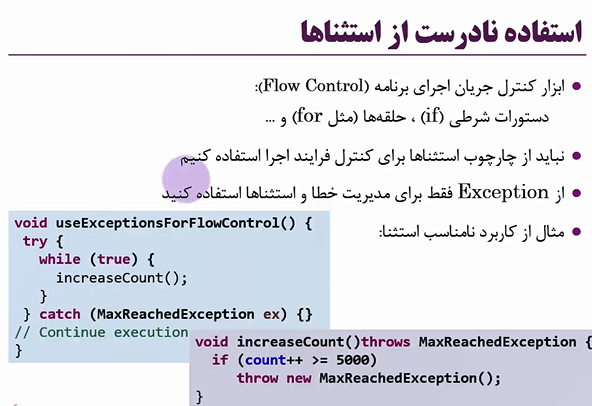 استفاده نادرست از استثناها
ابزار کنترل جریان اجرای برنامه (Flow Control):
دستورات شرطی (if) ، حلقه‌ها (مثل for) و ...
نباید از چارچوب استثناها برای کنترل فرایند اجرا استفاده کنیم
از Exception فقط برای مدیریت خطا و استثناها استفاده کنید
مثال از کاربرد نامناسب استثنا:
void useExceptionsForFlowControl() {
try {
while (true) {
increaseCount();
}
} catch (MaxReachedException ex) {}
// Continue execution
}
void increaseCount()throws MaxReachedException {
if (count++ >= 5000)
throw new MaxReachedException();
}